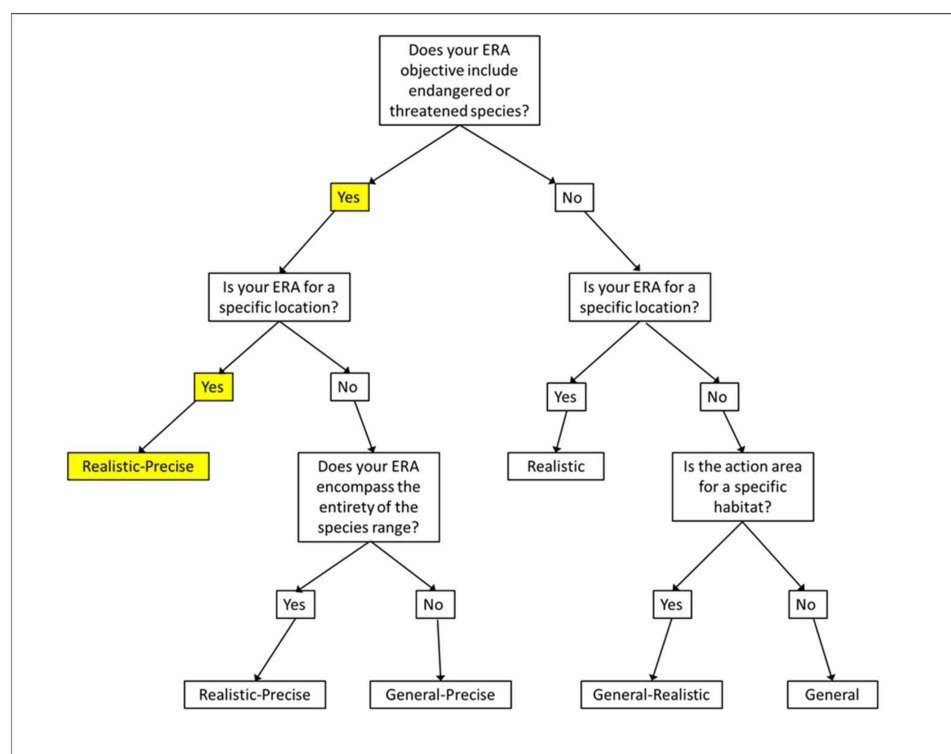 Does your ERA
objective include
endangered or
threatened species?
Yes
No
Is your ERA for a
specific location?
Is your ERA for a
specific location?
Yes
No
Yes
No
Realistic-Precise
Does your ERA
encompass the
entirety of the
species range?
Realistic
Is the action area
for a specific
habitat?
Yes
No
Yes
No
Realistic-Precise
General-Precise
General-Realistic
General